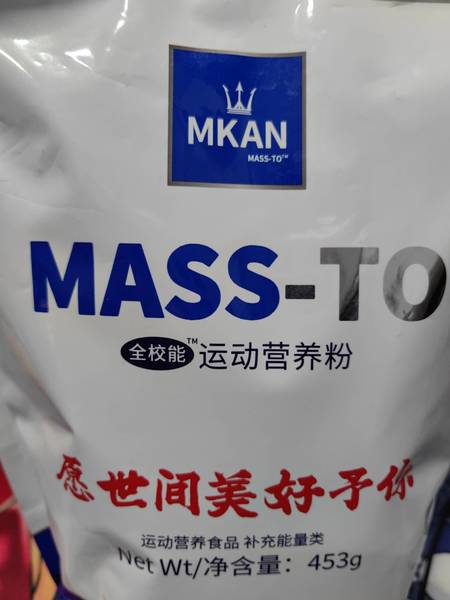 MKAN
MASS-TO™
MASS-TO
全校能™ 运动营养粉
愿世间美好予你
运动营养食品 补充能量类
Net Wt/净含量：453g